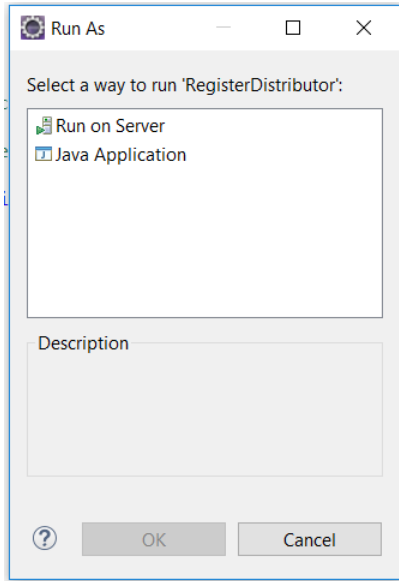 Run As
Select a way to run 'RegisterDistributor':
Run on Server
Java Application
Description
OK
Cancel